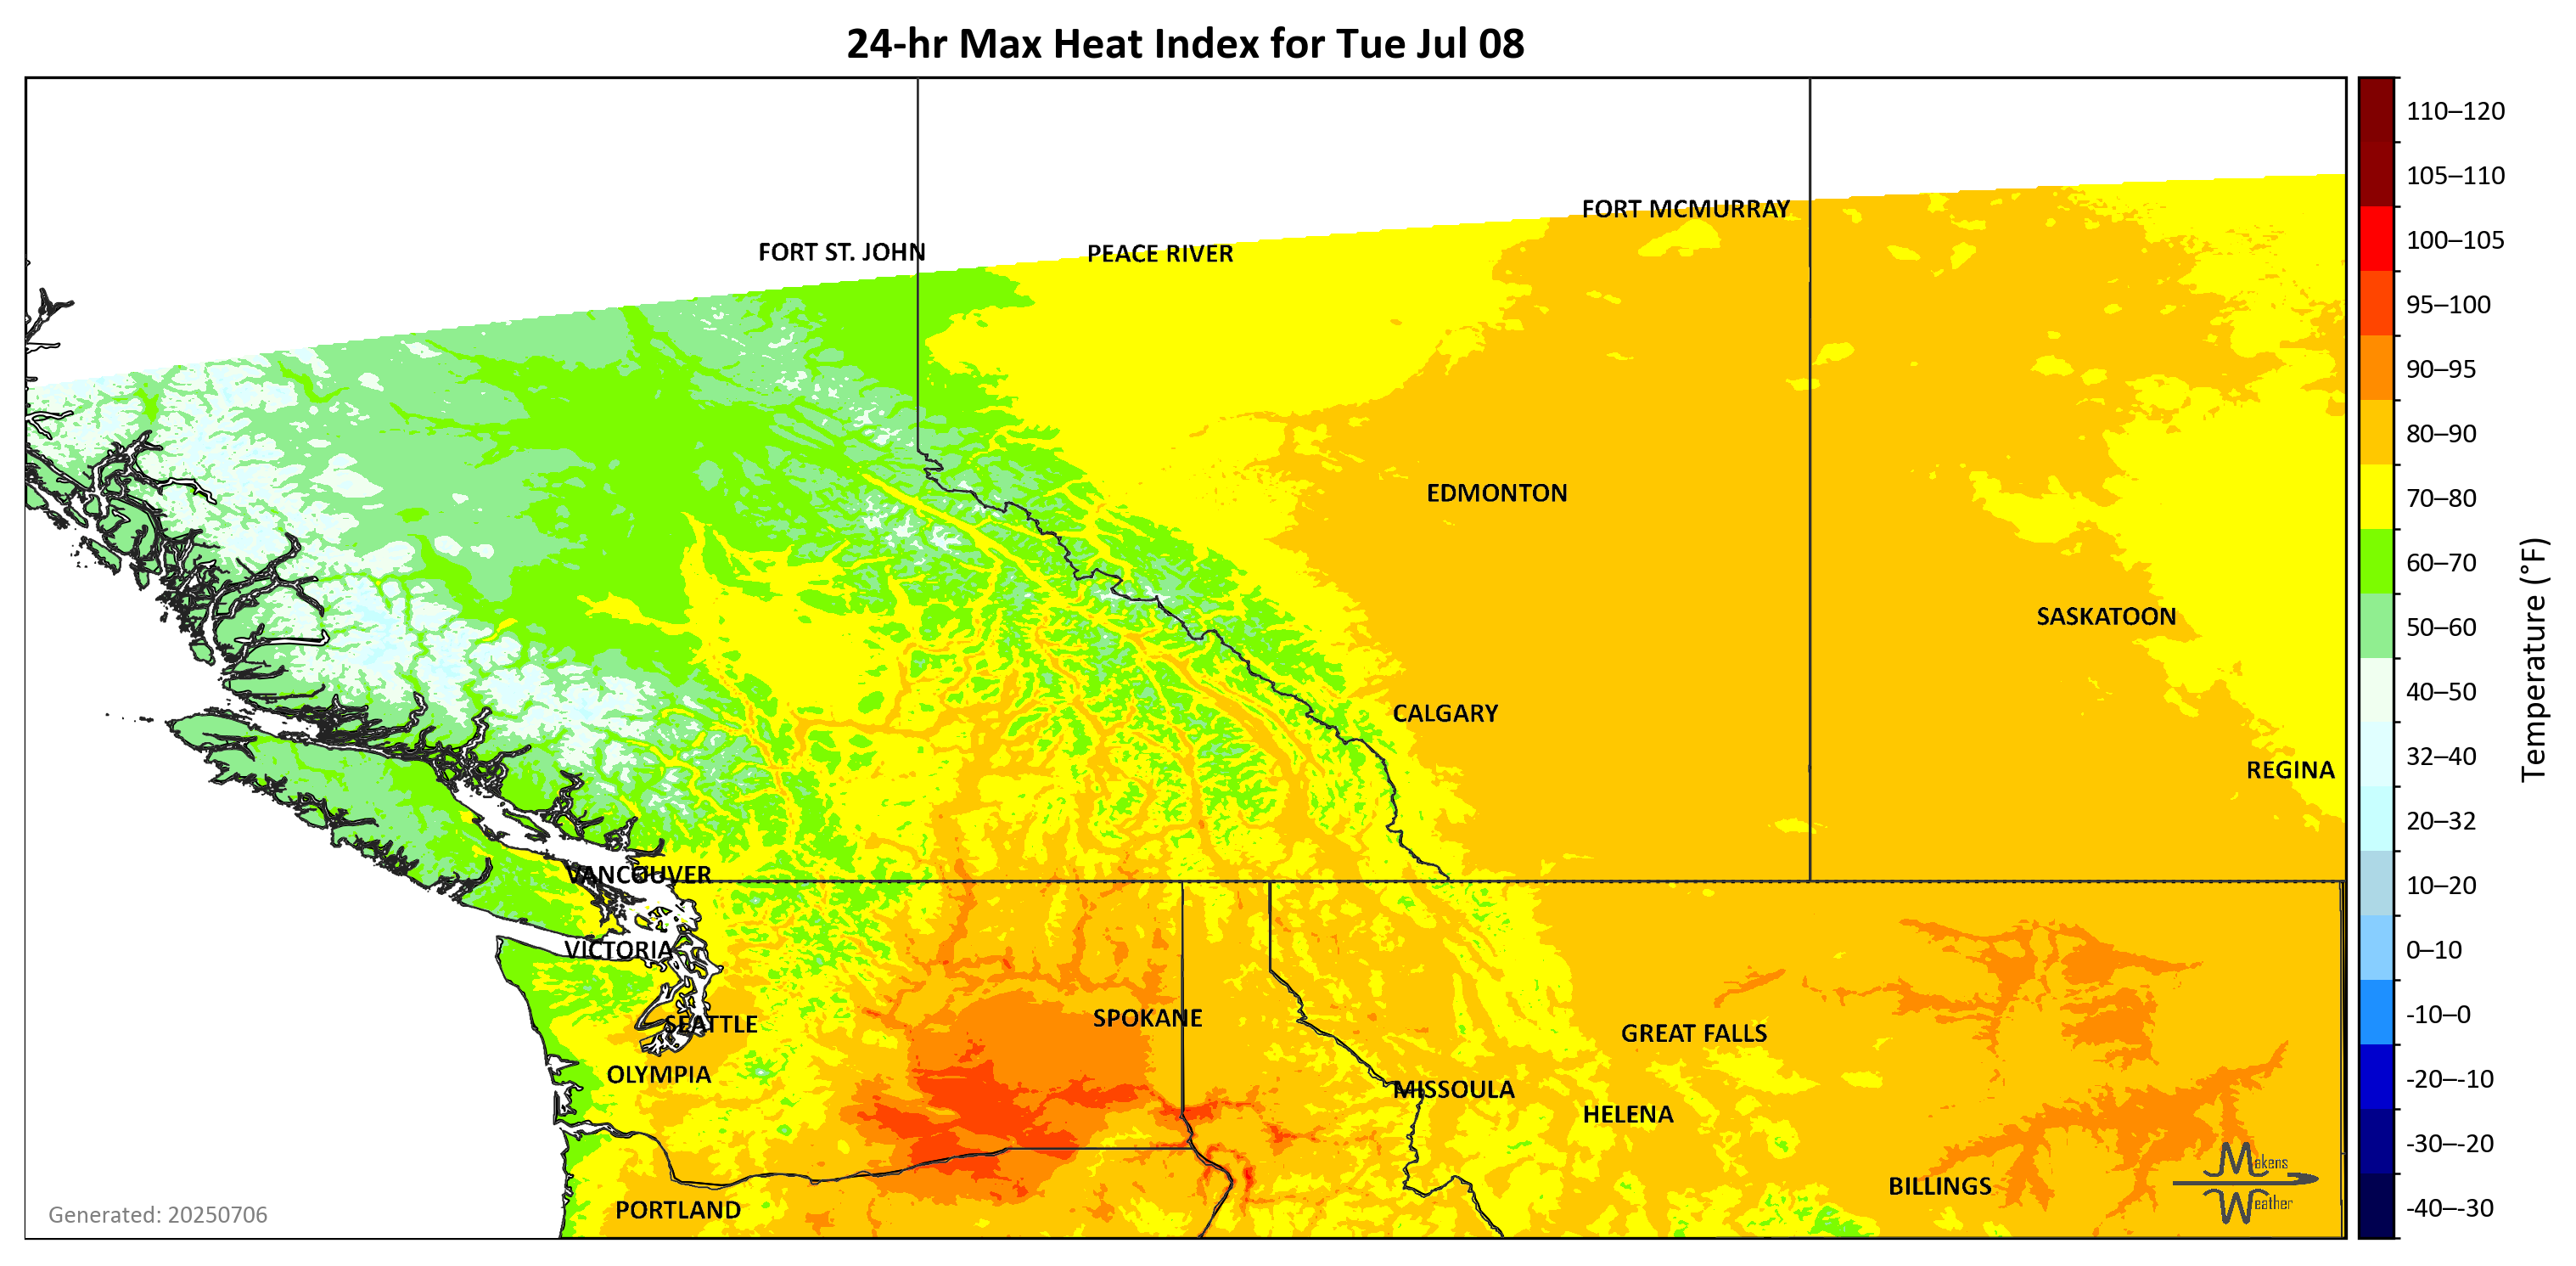 24-hr Max Heat Index for Tue Jul 08
110–120
105–110
FORT MCMURRAY
100–105
FORT ST. JOHN
PEACE RIVER
95–100
90–95
80–90
EDMONTON
70–80
60–70
SASKATOON
50–60
Temperature (°F)
40–50
CALGARY
32–40
REGINA
20–32
VANCOUVER
10–20
VICTORIA
0–10
SEATTLE
SPOKANE
GREAT FALLS
-10–0
OLYMPIA
MISSOULA
-20–-10
HELENA
-30–-20
Makens
Weather
BILLINGS
PORTLAND
-40–-30
Generated: 20250706